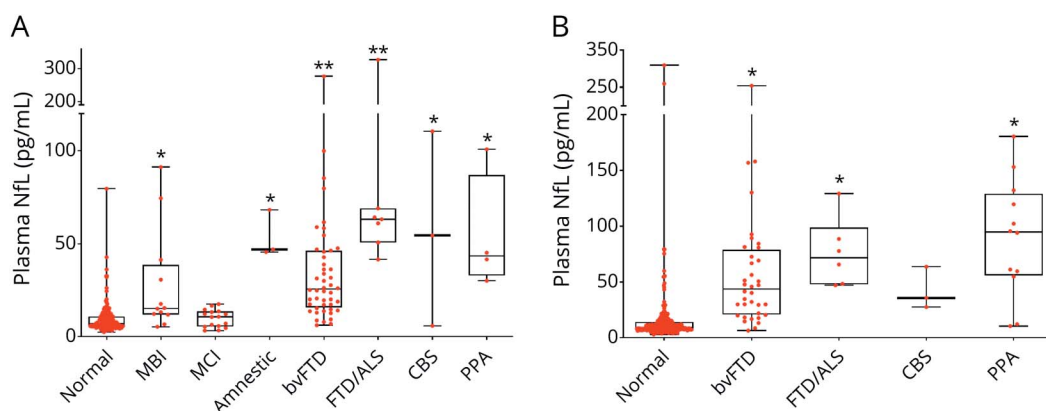 A
Plasma NfL (pg/mL)
300
200
100
50
0
*
*
**
**
*
*
Normal
MBI
MCI
Amnestic
bvFTD
FTD/ALS
CBS
PPA
B
Plasma NfL (pg/mL)
350
250
200
150
100
50
0
*
*
*
Normal
bvFTD
FTD/ALS
CBS
PPA